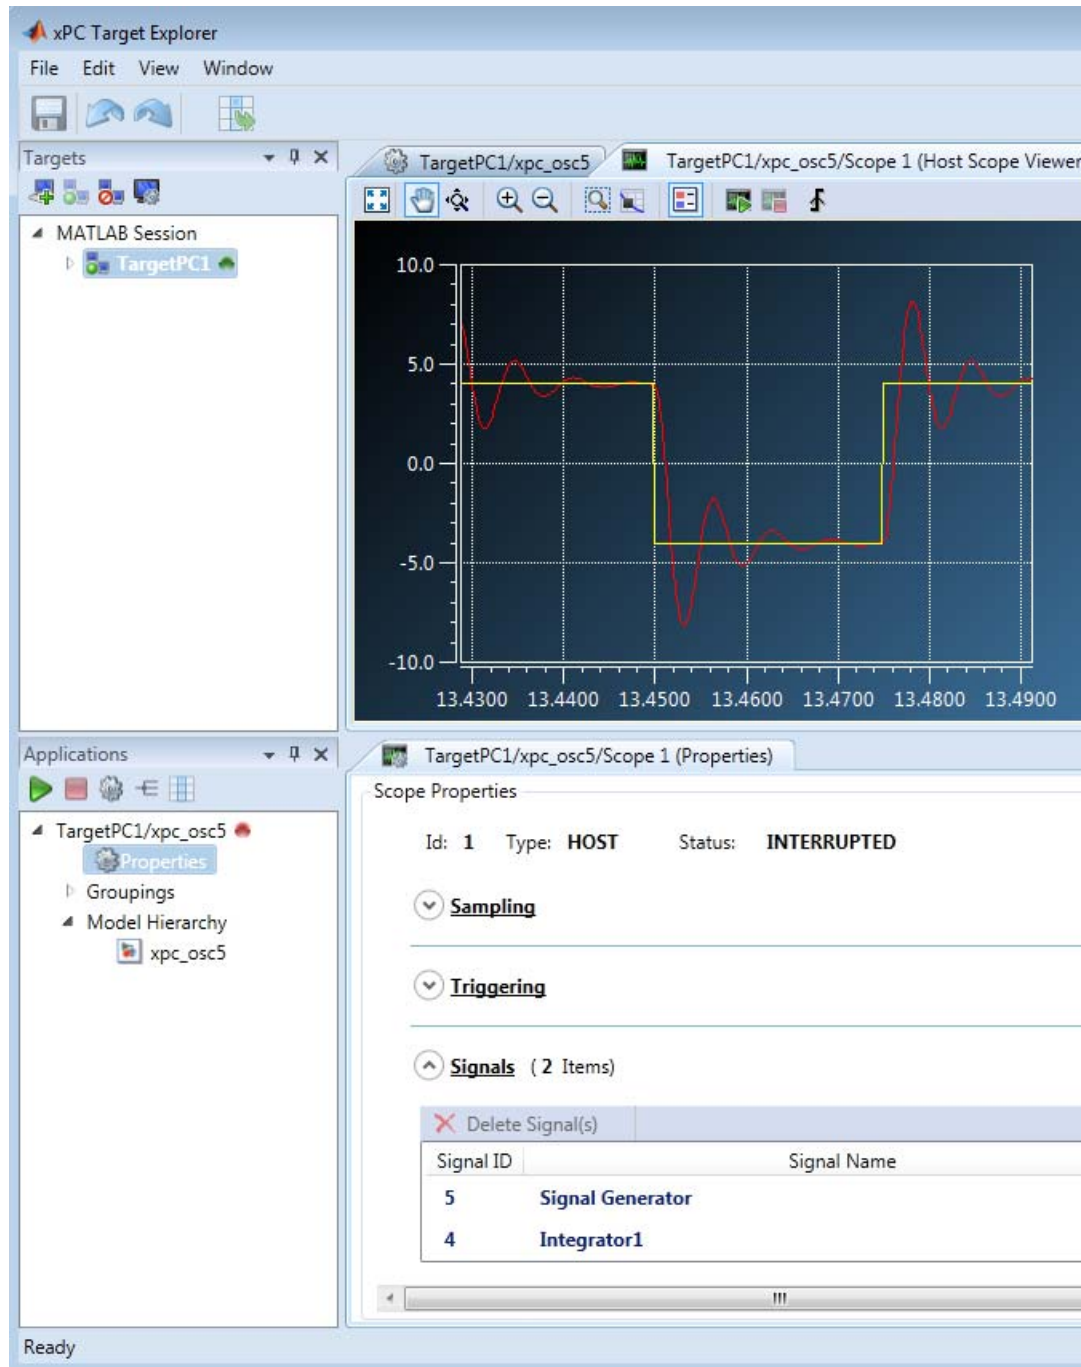 xPC Target Explorer
File Edit View Window
Targets
MATLAB Session
TargetPC1
TargetPC1/xpc_osc5
TargetPC1/xpc_osc5/Scope 1 (Host Scope Viewer
10.0
5.0
0.0
-5.0
-10.0
13.4300 13.4400 13.4500 13.4600 13.4700 13.4800 13.4900
Applications
TargetPC1/xpc_osc5
Properties
Groupings
Model Hierarchy
xpc_osc5
TargetPC1/xpc_osc5/Scope 1 (Properties)
Scope Properties
Id: 1 Type: HOST Status: INTERRUPTED
Sampling
Triggering
Signals ( 2 Items)
Delete Signal(s)
Signal ID Signal Name
5 Signal Generator
4 Integrator1
Ready